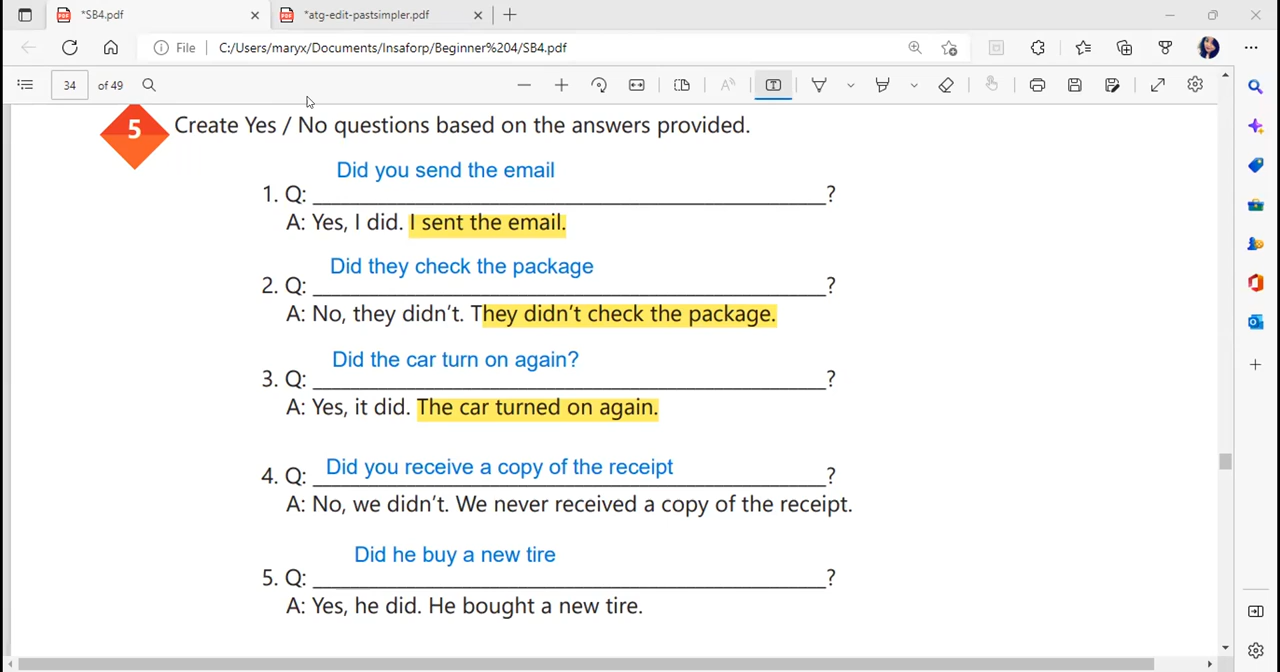 *SB4.pdf
*atg-edit-pastsimpler.pdf
File
C:/Users/maryx/Documents/Insaforp/Beginner%204/SB4.pdf
34 of 49
5 Create Yes / No questions based on the answers provided.
Did you send the email
1. Q: ______________________________?
A: Yes, I did. I sent the email.
Did they check the package
2. Q: ______________________________?
A: No, they didn't. They didn't check the package.
Did the car turn on again?
3. Q: ______________________________?
A: Yes, it did. The car turned on again.
Did you receive a copy of the receipt
4. Q: ______________________________?
A: No, we didn't. We never received a copy of the receipt.
Did he buy a new tire
5. Q: ______________________________?
A: Yes, he did. He bought a new tire.